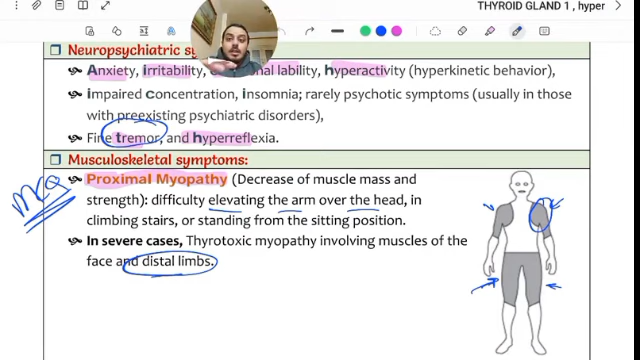 THYROID GLAND 1 , hyper
Neuropsychiatric sy
Anxiety, irritability, nal lability, hyperactivity (hyperkinetic behavior),
impaired concentration, insomnia; rarely psychotic symptoms (usually in those
with preexisting psychiatric disorders),
Fine tremor, and hyperreflexia.
Musculoskeletal symptoms:
MCQ
Proximal Myopathy (Decrease of muscle mass and
strength): difficulty elevating the arm over the head, in
climbing stairs, or standing from the sitting position.
In severe cases, Thyrotoxic myopathy involving muscles of the
face and distal limbs.